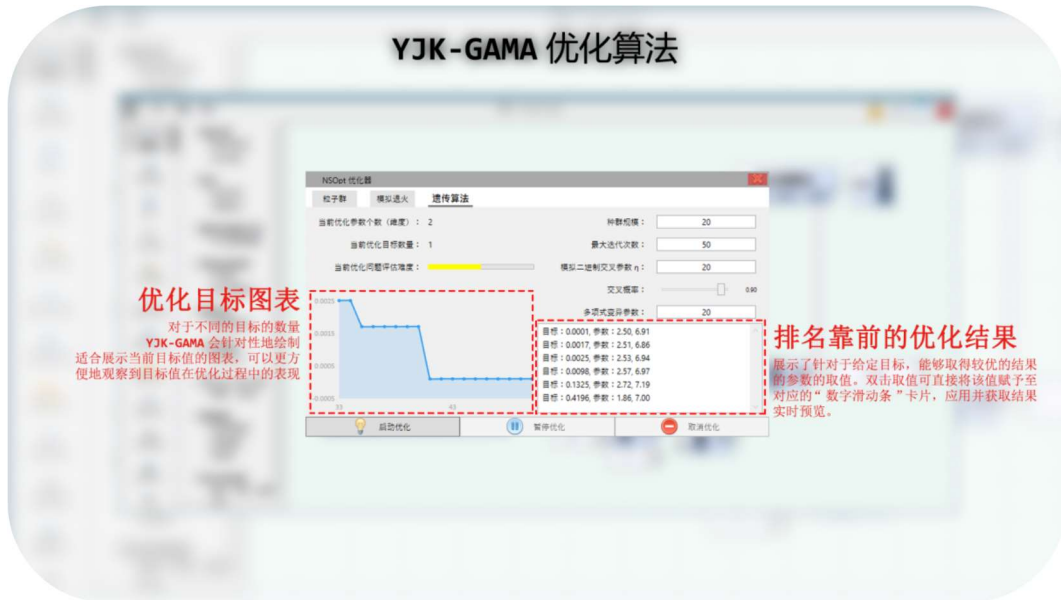 YJK-GAMA 优化算法
NSOpt 优化器
粒子群 模拟退火 遗传算法
当前优化参数个数（维度）： 2
种群规模： 20
当前优化目标数量： 1
最大迭代次数： 50
当前优化问题评估难度：
模拟二进制交叉参数 η： 20
交叉概率： 0.90
多项式变异参数： 20
优化目标图表
对于不同的目标的数量
YJK-GAMA 会针对性地绘制
适合展示当前目标值的图表，可以更方
便地观察到目标值在优化过程中的表现
0.0025
0.0015
0.0005
-0.0005
33 43
目标：0.0001, 参数：2.50, 6.91
目标：0.0017, 参数：2.51, 6.86
目标：0.0025, 参数：2.53, 6.94
目标：0.0098, 参数：2.57, 6.97
目标：0.1325, 参数：2.72, 7.19
目标：0.4196, 参数：1.86, 7.00
排名靠前的优化结果
展示了针对于给定目标，能够取得较优的结果
的参数的取值。双击取值可直接将该值赋予至
对应的“数字滑动条”卡片，应用并获取结果
实时预览。
启动优化 暂停优化 取消优化